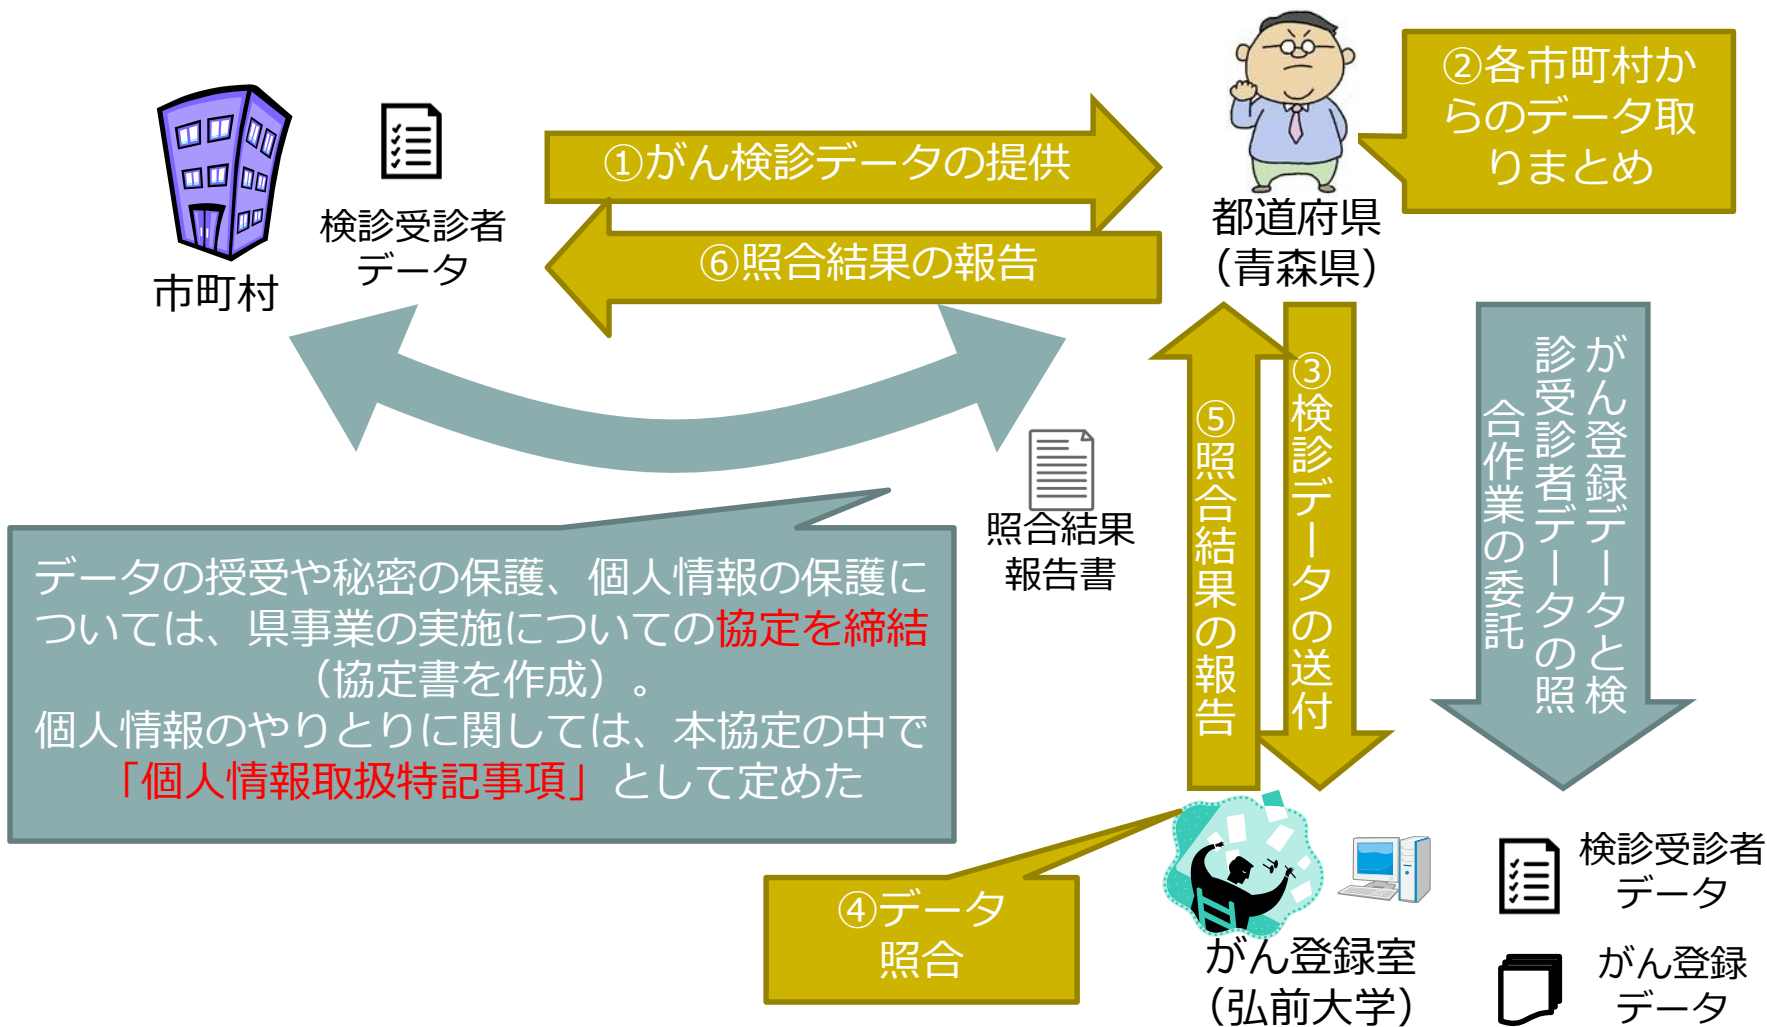 ①がん検診データの提供
②各市町村か
らのデータ取
りまとめ
検診受診者
データ
市町村
都道府県
（青森県）
⑥照合結果の報告
③検診データの送付
⑤照合結果の報告
がん登録データと検
診受診者データの照
合作業の委託
照合結果
報告書
データの授受や秘密の保護、個人情報の保護に
ついては、県事業の実施についての協定を締結
（協定書を作成）。
個人情報のやりとりに関しては、本協定の中で
「個人情報取扱特記事項」として定めた
④データ
照合
がん登録室
（弘前大学）
検診受診者
データ
がん登録
データ